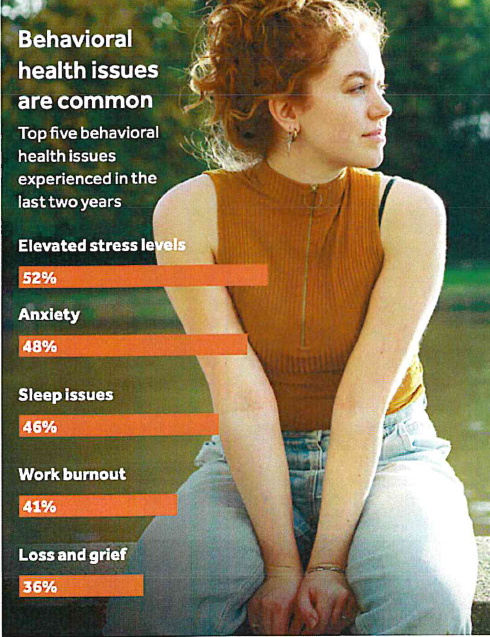 Behavioral
health issues
are common
Top five behavioral
health issues
experienced in the
last two years
Elevated stress levels
52%
Anxiety
48%
Sleep issues
46%
Work burnout
41%
Loss and grief
36%